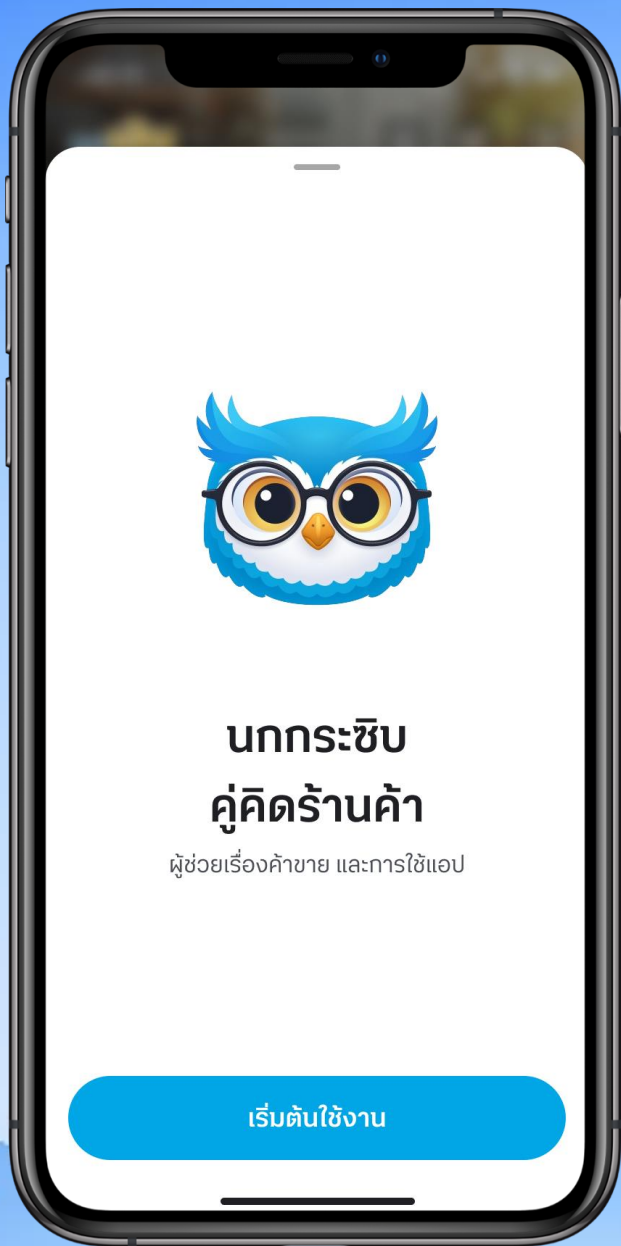 นกกระซิบ
คู่คิดร้านค้า
ผู้ช่วยเรื่องค้าขาย และการใช้แอป
เริ่มต้นใช้งาน